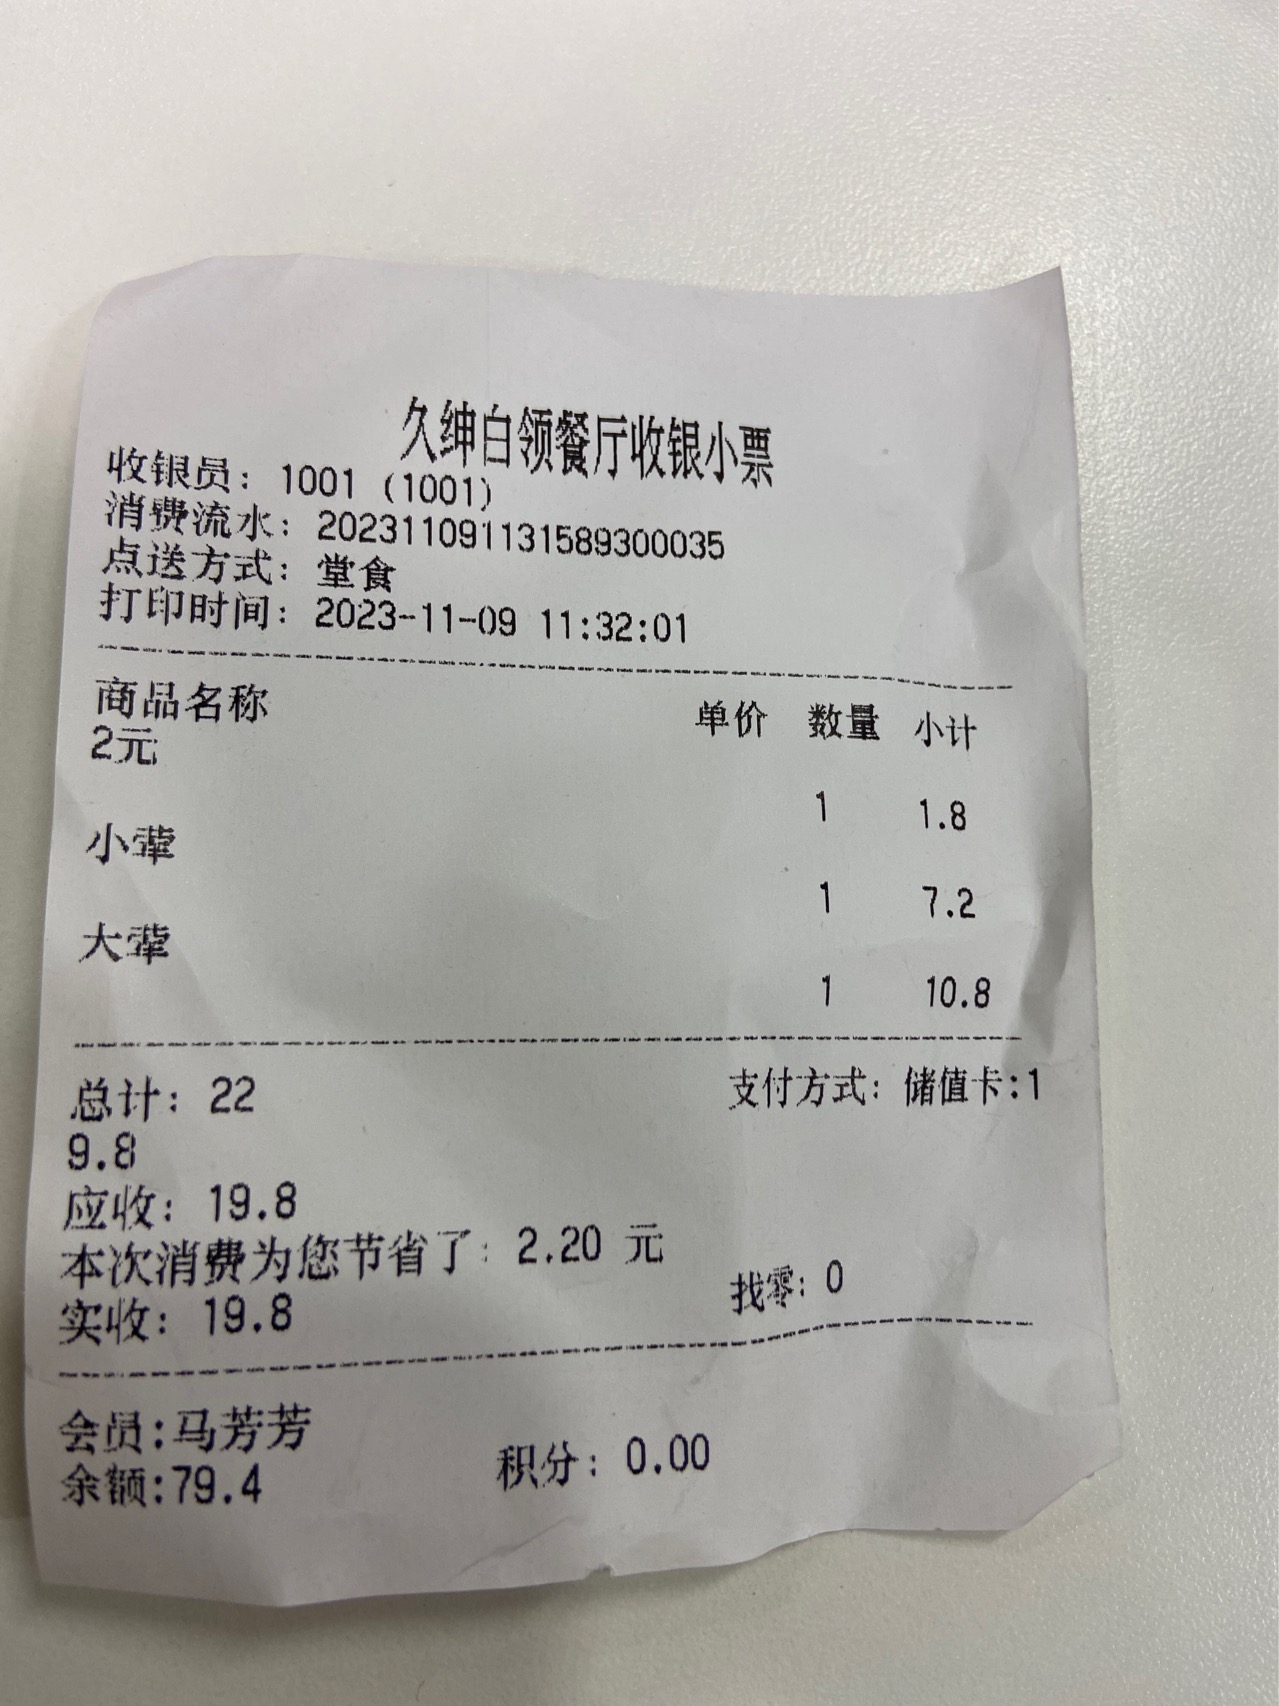 久绅白领餐厅收银小票
收银员：1001 (1001)
消费流水：202311091131589300035
点送方式：堂食
打印时间：2023-11-09 11:32:01
商品名称 单价 数量 小计
2元
1 1.8
小荤
1 7.2
大荤
1 10.8
总计：22 支付方式：储值卡:1
9.8
应收：19.8
本次消费为您节省了：2.20 元
实收：19.8 找零：0
会员:马芳芳
余额:79.4 积分：0.00